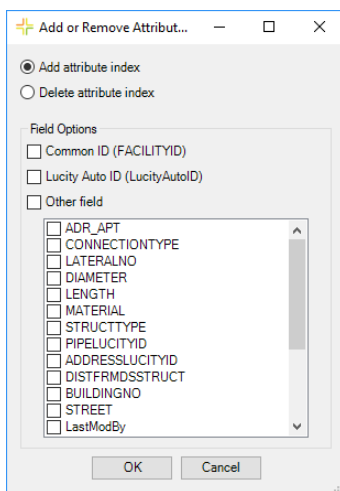 Add or Remove Attribut...
Add attribute index
Delete attribute index
Field Options
Common ID (FACILITYID)
Lucity Auto ID (LucityAutoID)
Other field
ADR_APT
CONNECTIONTYPE
LATERALNO
DIAMETER
LENGTH
MATERIAL
STRUCTTYPE
PIPELUCITYID
ADDRESSLUCITYID
DISTFRMDSSTRUCT
BUILDINGNO
STREET
LastModBy
OK Cancel